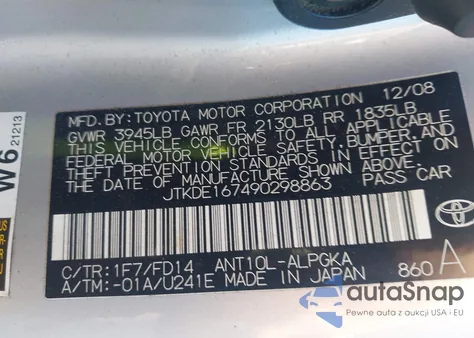 MFD. BY: TOYOTA MOTOR CORPORATION 12/08
GVWR 3945LB GAWR FR 2130LB RR 1835LB
THIS VEHICLE CONFORMS TO ALL APPLICABLE
FEDERAL MOTOR VEHICLE SAFETY, BUMPER, AND
THEFT PREVENTION STANDARDS IN EFFECT ON
THE DATE OF MANUFACTURE SHOWN ABOVE.
JTKDE167490298863 PASS CAR
C/TR: 1F7/FD14 ANT10L-ALPGKA
A/TM: -01A/U241E MADE IN JAPAN 860 A
TOYOTA
W6 21213
autoSnap
Pewne auta z aukcji USA i EU